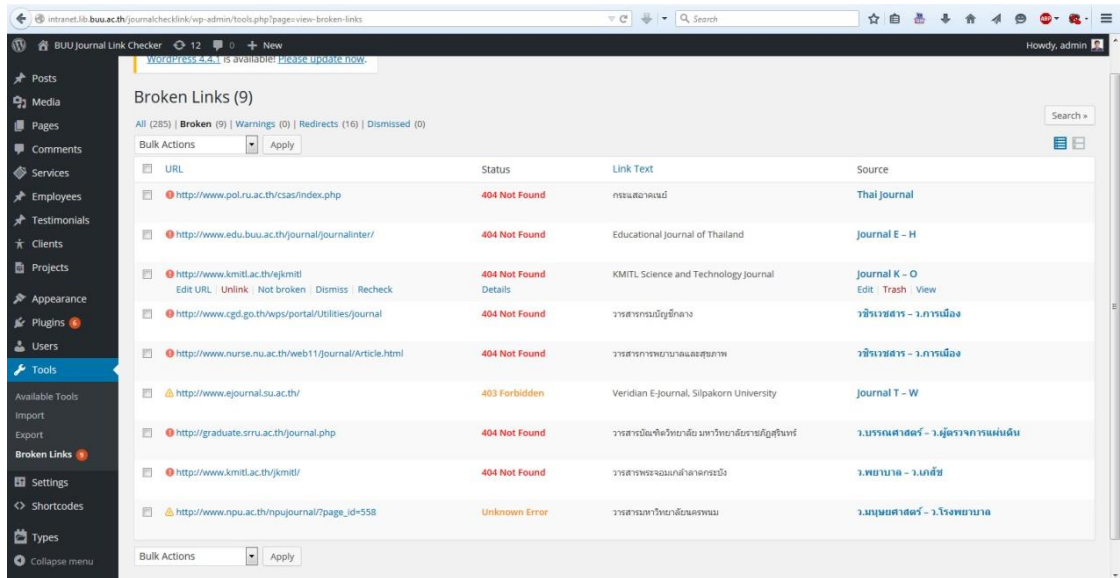 intranet.lib.buu.ac.th/journalchecklink/wp-admin/tools.php?page=view-broken-links
Search
BUU Journal Link Checker 12 0 + New
Howdy, admin
WordPress 4.4.1 is available! Please update now.
Posts
Media
Pages
Comments
Services
Employees
Testimonials
Clients
Projects
Appearance
Plugins 6
Users
Tools
Available Tools
Import
Export
Broken Links 9
Settings
Shortcodes
Types
Collapse menu
Broken Links (9)
Search »
All (285) | Broken (9) | Warnings (0) | Redirects (16) | Dismissed (0)
Bulk Actions Apply
URL Status Link Text Source
http://www.pol.ru.ac.th/csas/index.php 404 Not Found กระแสอาคเนย์ Thai Journal
http://www.edu.buu.ac.th/journal/journalinter/ 404 Not Found Educational Journal of Thailand Journal E – H
http://www.kmitl.ac.th/ejkmitl 404 Not Found KMITL Science and Technology Journal Journal K – O
Edit URL | Unlink | Not broken | Dismiss | Recheck Details Edit | Trash | View
http://www.cgd.go.th/wps/portal/Utilities/journal 404 Not Found วารสารกรมบัญชีกลาง วชิรเวชสาร – ว.การเมือง
http://www.nurse.nu.ac.th/web11/Journal/Article.html 404 Not Found วารสารการพยาบาลและสุขภาพ วชิรเวชสาร – ว.การเมือง
http://www.ejournal.su.ac.th/ 403 Forbidden Veridian E-Journal, Silpakorn University Journal T – W
http://graduate.srru.ac.th/journal.php 404 Not Found วารสารบัณฑิตวิทยาลัย มหาวิทยาลัยราชภัฏสุรินทร์ ว.บรรณศาสตร์ – ว.ผู้ตรวจการแผ่นดิน
http://www.kmitl.ac.th/jkmitl/ 404 Not Found วารสารพระจอมเกล้าลาดกระบัง ว.พยาบาล – ว.เภสัช
http://www.npu.ac.th/npujournal/?page_id=558 Unknown Error วารสารมหาวิทยาลัยนครพนม ว.มนุษยศาสตร์ – ว.โรงพยาบาล
Bulk Actions Apply